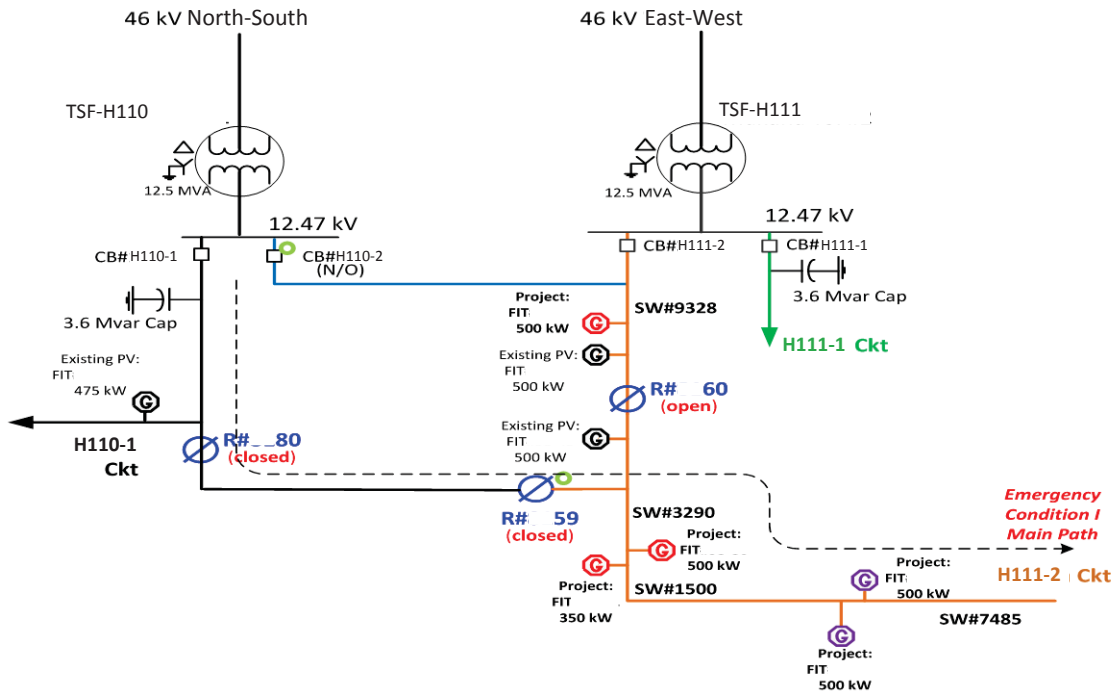 46 kV North-South
46 kV East-West
TSF-H110
TSF-H111
12.5 MVA
12.5 MVA
12.47 kV
12.47 kV
CB#H110-1
CB#H110-2
(N/O)
CB#H111-2
CB#H111-1
3.6 Mvar Cap
3.6 Mvar Cap
Project:
FIT
500 kW
SW#9328
H111-1 Ckt
Existing PV:
FIT
475 kW
G
G
Existing PV:
FIT
500 kW
G
R# 60
(open)
Existing PV:
FIT
500 kW
G
H110-1
Ckt
R# 80
(closed)
R# 59
(closed)
SW#3290
Emergency
Condition I
Main Path
G
Project:
FIT
500 kW
G
Project:
FIT
350 kW
SW#1500
H111-2 Ckt
G
Project:
FIT
500 kW
SW#7485
G
Project:
FIT
500 kW